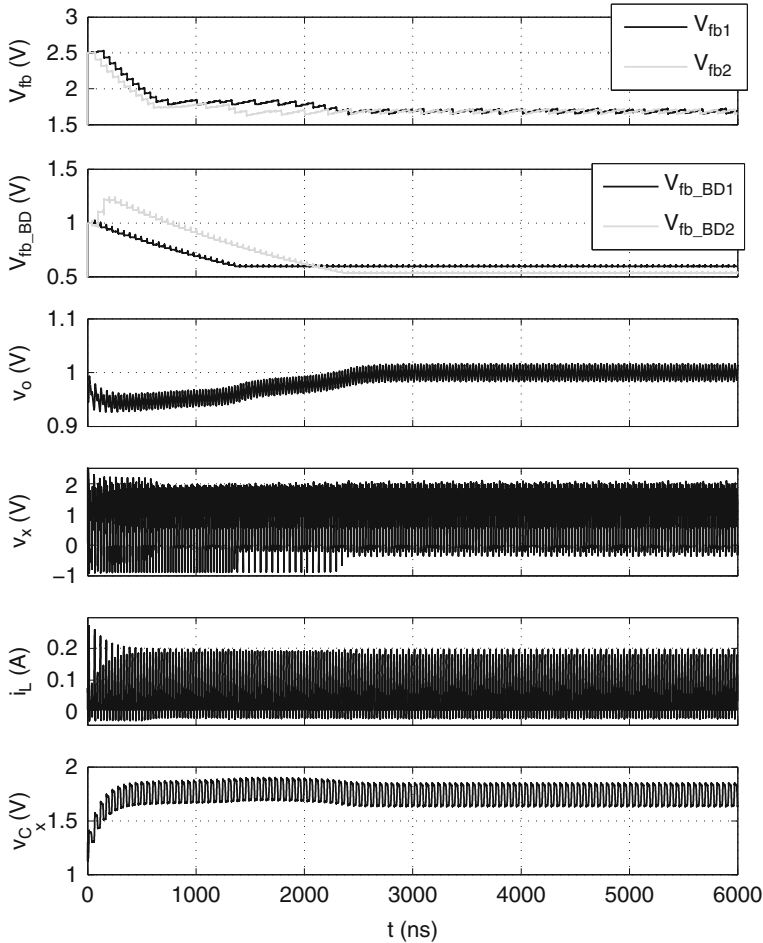 3
2.5
2
1.5
V_fb (V)
V_fb1
V_fb2
1.5
1
0.5
V_fb_BD (V)
V_fb_BD1
V_fb_BD2
1.1
1
0.9
v_o (V)
2
1
0
−1
v_x (V)
0.2
0.1
0
i_L (A)
2
1.5
1
v_C_x (V)
0 1000 2000 3000 4000 5000 6000
t (ns)